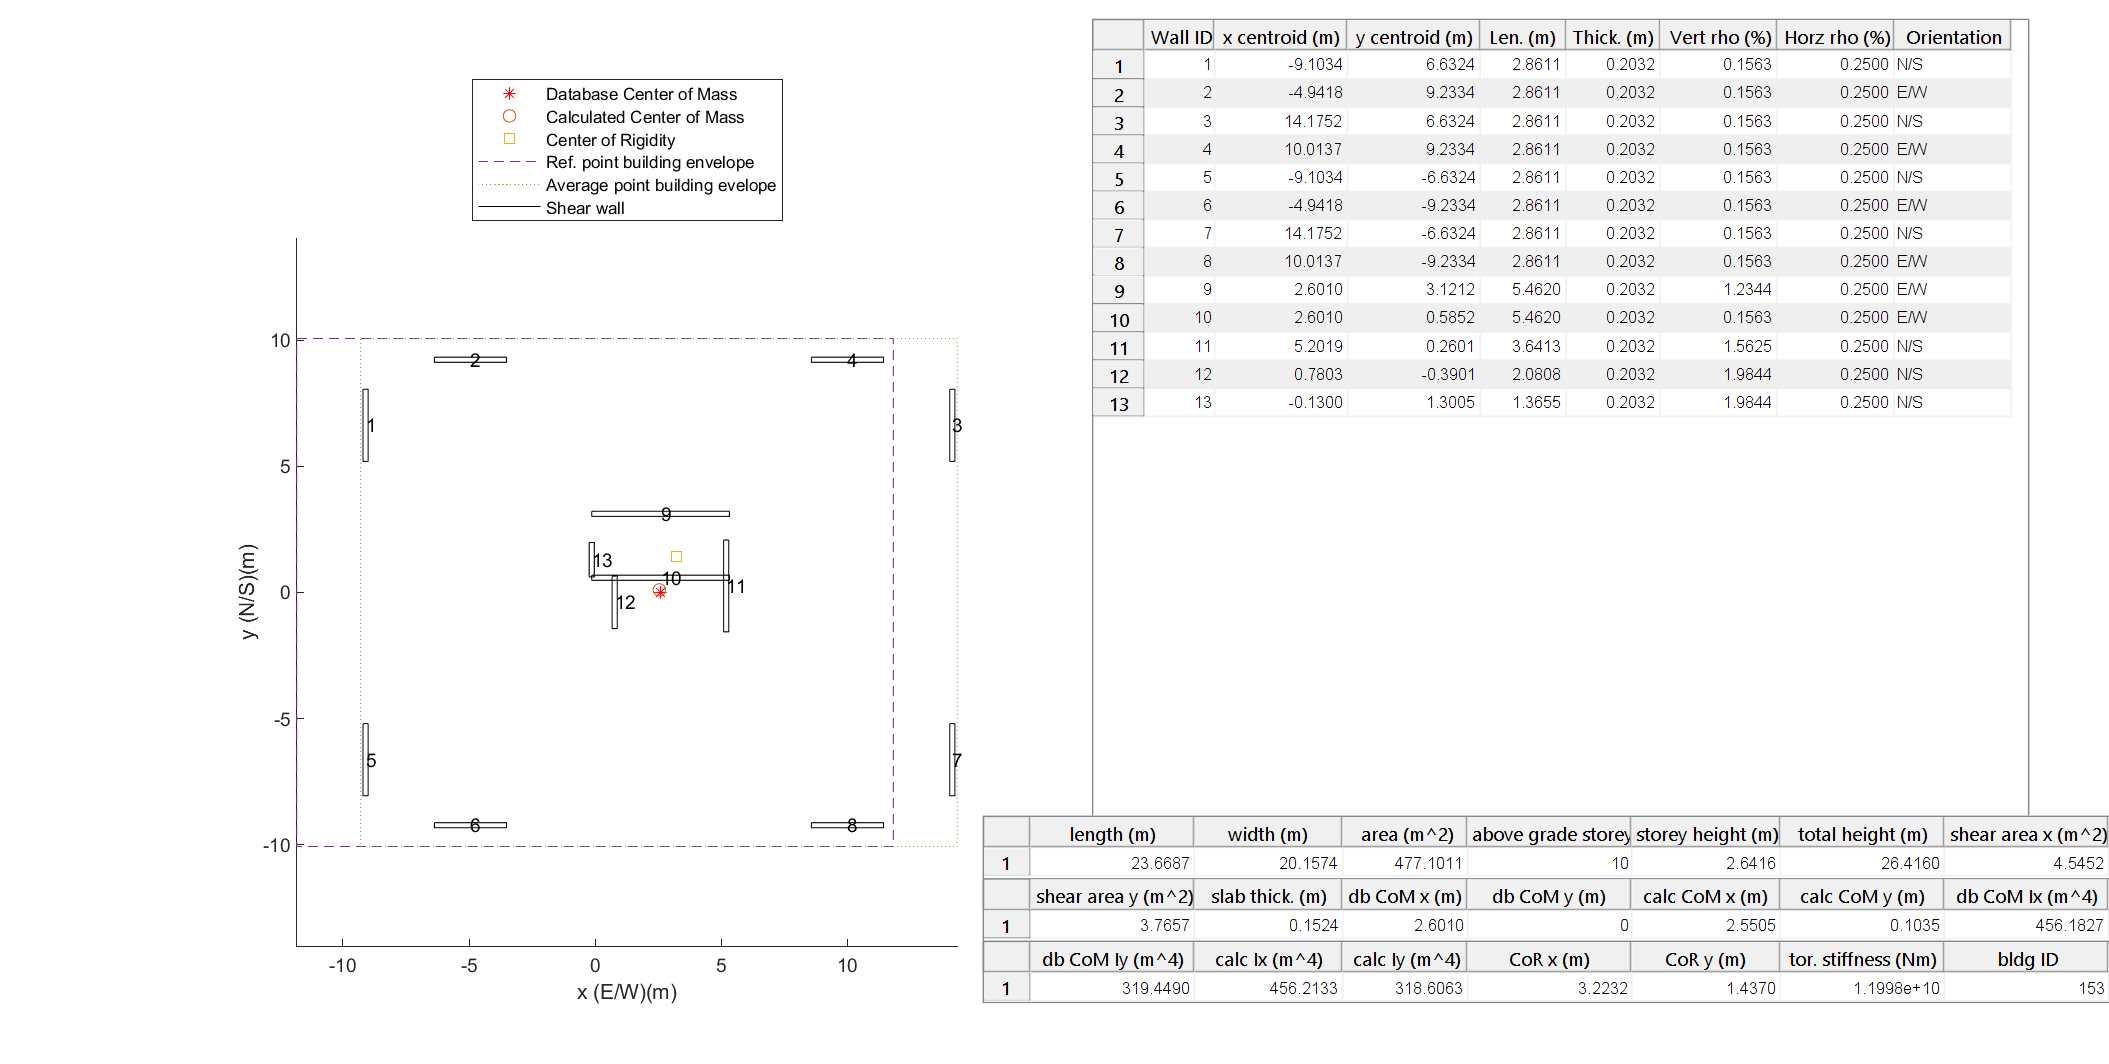 Database Center of Mass
Calculated Center of Mass
Center of Rigidity
Ref. point building envelope
Average point building evelope
Shear wall
10
5
0
-5
-10
y (N/S)(m)
-10 -5 0 5 10
x (E/W)(m)
2 4
1 3
9
13
10
11
12
5 7
6 8
Wall ID x centroid (m) y centroid (m) Len. (m) Thick. (m) Vert rho (%) Horz rho (%) Orientation
1 1 -9.1034 6.6324 2.8611 0.2032 0.1563 0.2500 N/S
2 2 -4.9418 9.2334 2.8611 0.2032 0.1563 0.2500 E/W
3 3 14.1752 6.6324 2.8611 0.2032 0.1563 0.2500 N/S
4 4 10.0137 9.2334 2.8611 0.2032 0.1563 0.2500 E/W
5 5 -9.1034 -6.6324 2.8611 0.2032 0.1563 0.2500 N/S
6 6 -4.9418 -9.2334 2.8611 0.2032 0.1563 0.2500 E/W
7 7 14.1752 -6.6324 2.8611 0.2032 0.1563 0.2500 N/S
8 8 10.0137 -9.2334 2.8611 0.2032 0.1563 0.2500 E/W
9 9 2.6010 3.1212 5.4620 0.2032 1.2344 0.2500 E/W
10 10 2.6010 0.5852 5.4620 0.2032 0.1563 0.2500 E/W
11 11 5.2019 0.2601 3.6413 0.2032 1.5625 0.2500 N/S
12 12 0.7803 -0.3901 2.0808 0.2032 1.9844 0.2500 N/S
13 13 -0.1300 1.3005 1.3655 0.2032 1.9844 0.2500 N/S
length (m) width (m) area (m^2) above grade storey storey height (m) total height (m) shear area x (m^2)
1 23.6687 20.1574 477.1011 10 2.6416 26.4160 4.5452
shear area y (m^2) slab thick. (m) db CoM x (m) db CoM y (m) calc CoM x (m) calc CoM y (m) db CoM Ix (m^4)
1 3.7657 0.1524 2.6010 0 2.5505 0.1035 456.1827
db CoM Iy (m^4) calc Ix (m^4) calc Iy (m^4) CoR x (m) CoR y (m) tor. stiffness (Nm) bldg ID
1 319.4490 456.2133 318.6063 3.2232 1.4370 1.1998e+10 153